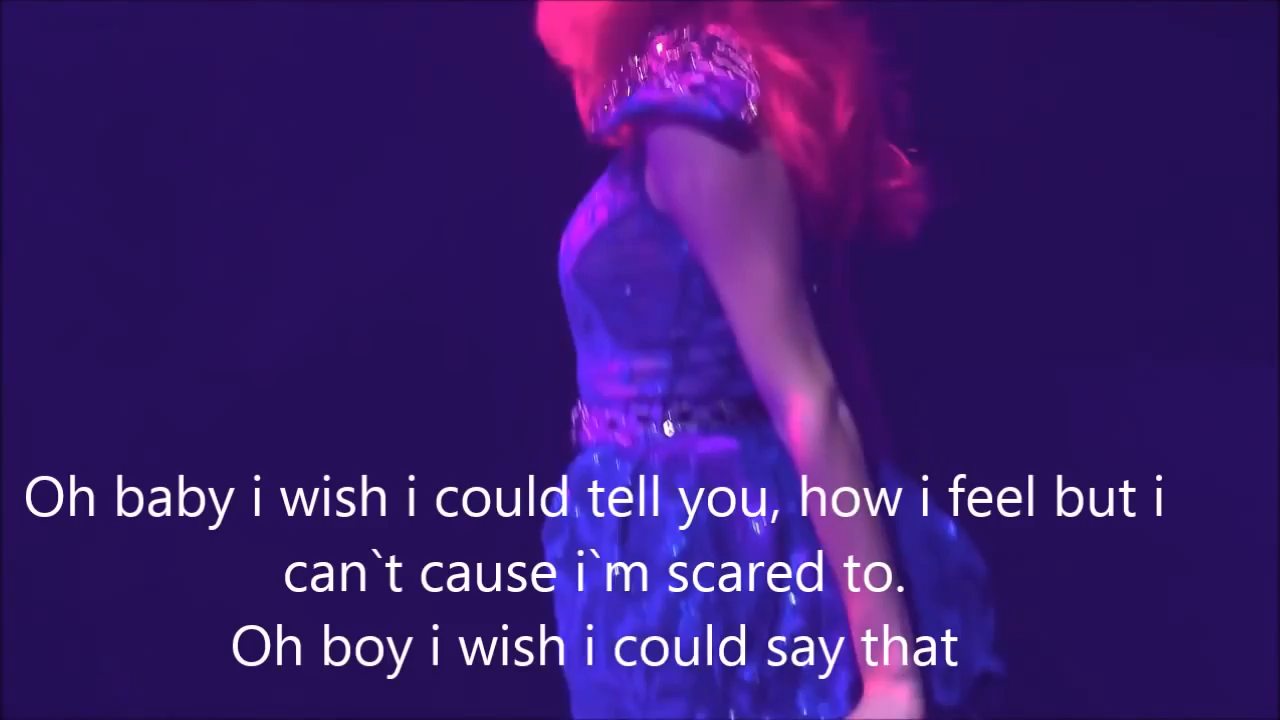 Oh baby i wish i could tell you, how i feel but i
can`t cause i`m scared to.
Oh boy i wish i could say that